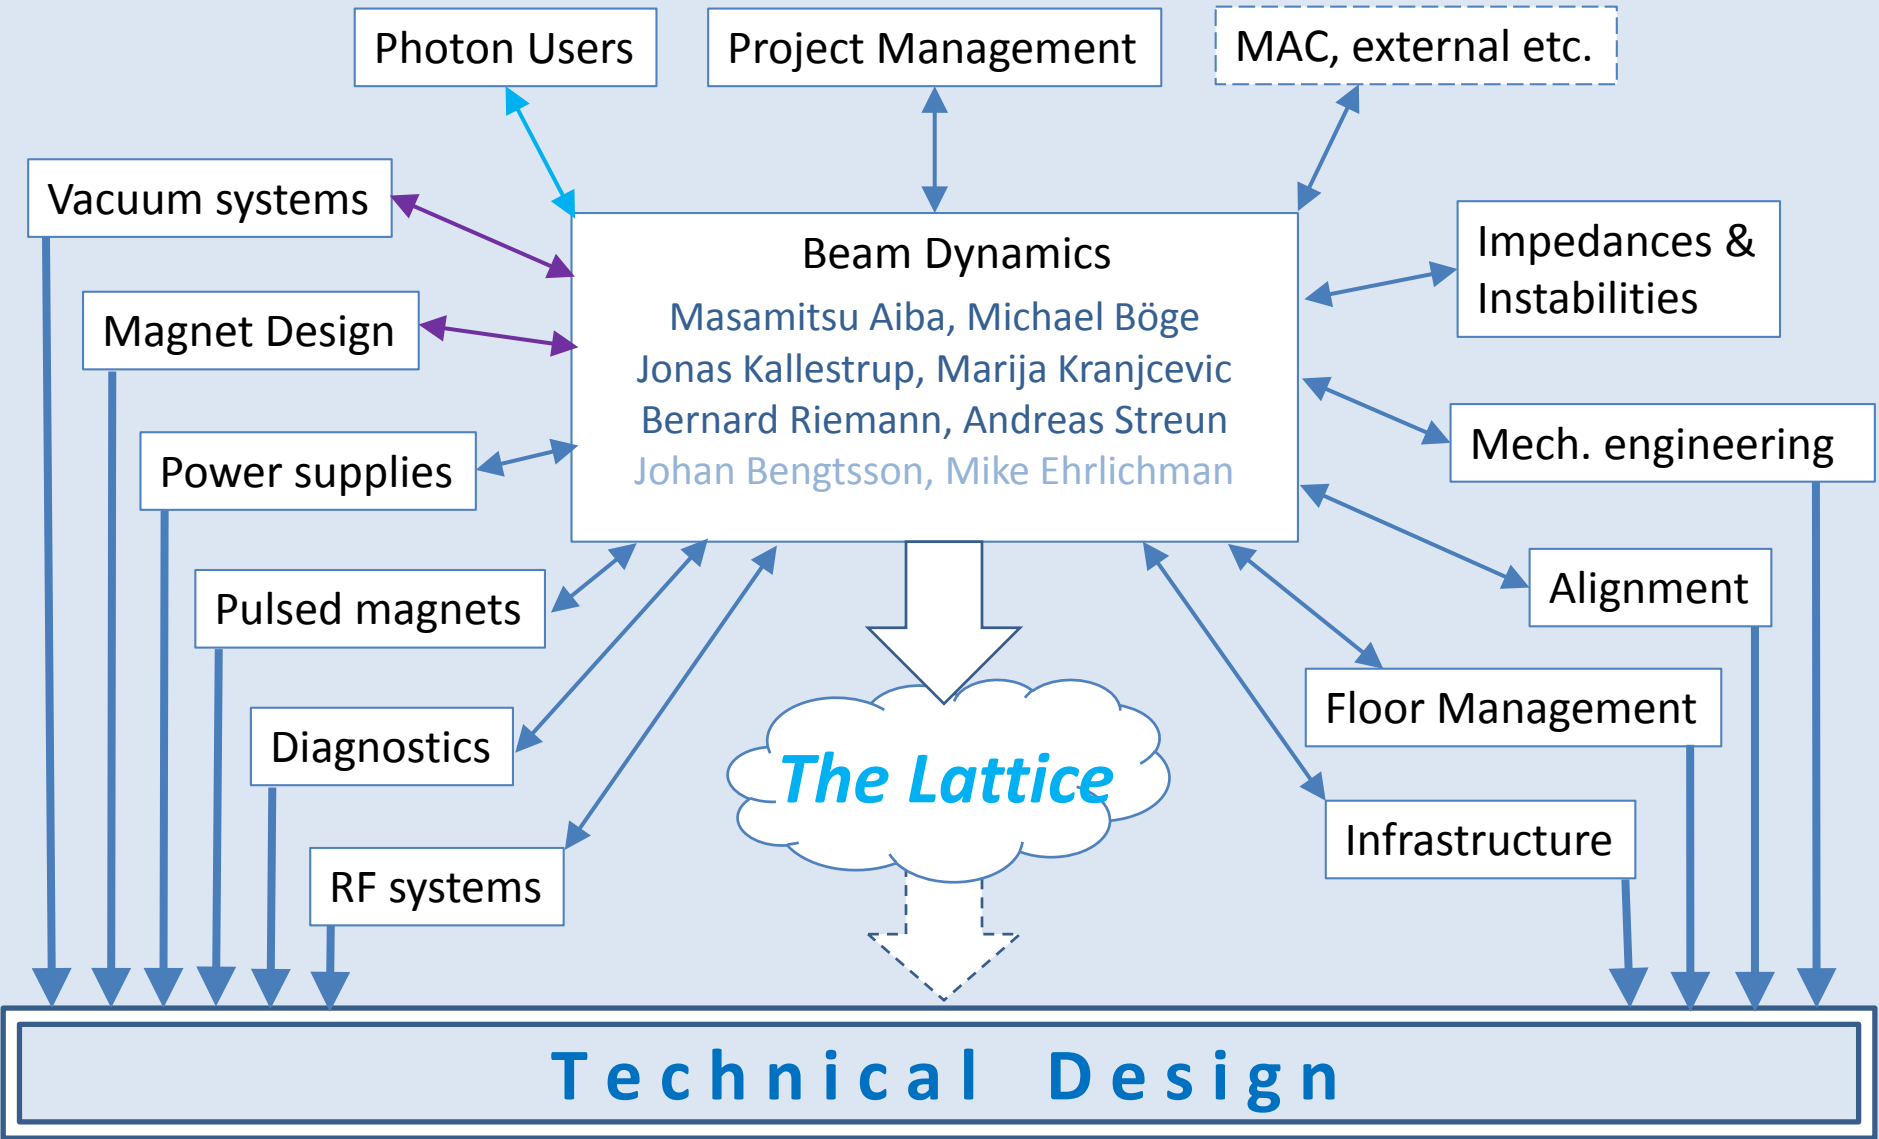 Photon Users
Project Management
MAC, external etc.
Vacuum systems
Beam Dynamics
Masamitsu Aiba, Michael Böge
Jonas Kallestrup, Marija Kranjcevic
Bernard Riemann, Andreas Streun
Johan Bengtsson, Mike Ehrlichman
Impedances &
Instabilities
Magnet Design
Mech. engineering
Power supplies
Alignment
Pulsed magnets
Floor Management
Diagnostics
The Lattice
Infrastructure
RF systems
Technical Design